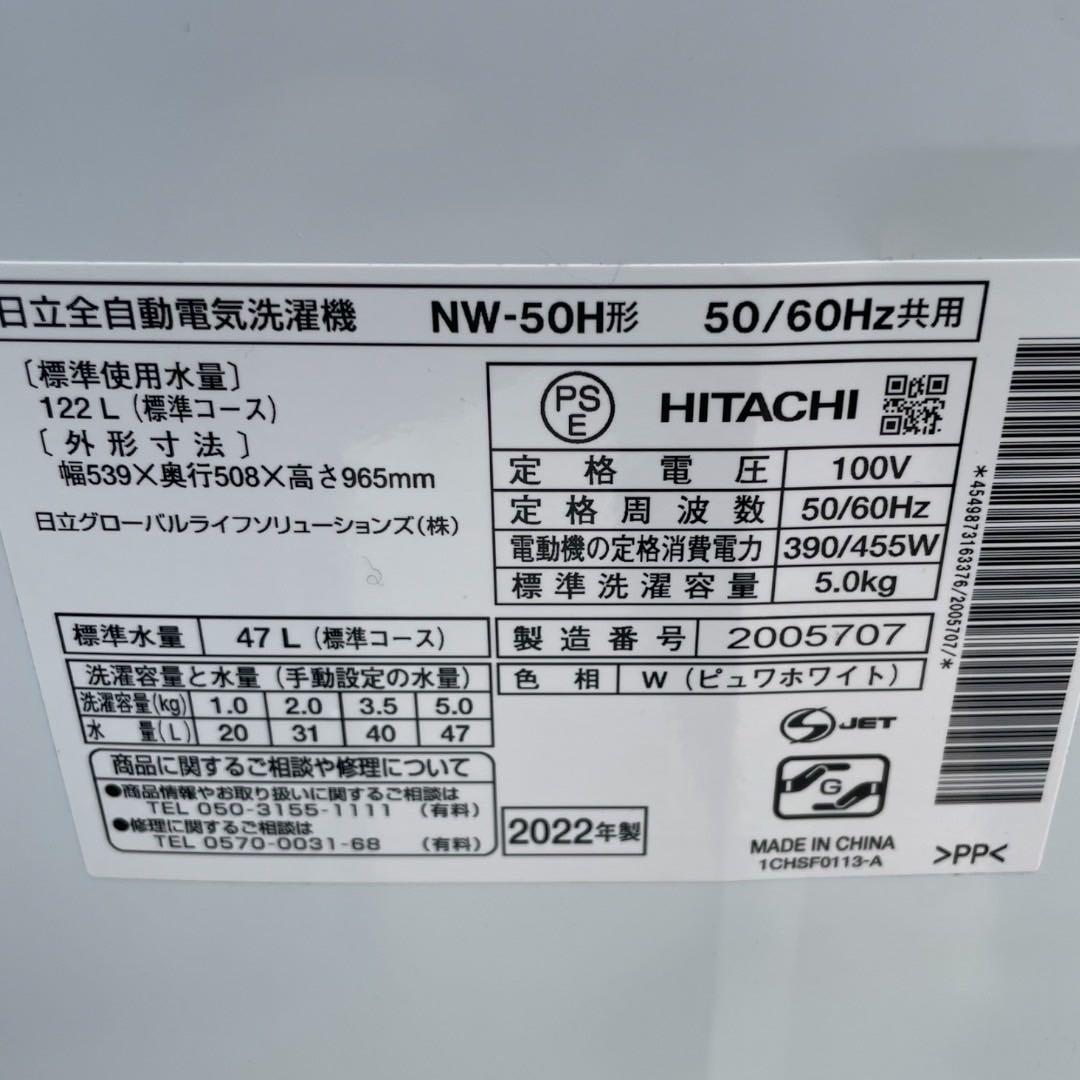 日立全自動電気洗濯機 NW-50H形 50/60Hz共用
〔標準使用水量〕
122 L (標準コース)
〔外形寸法〕
幅539×奥行508×高さ965mm
日立グローバルライフソリューションズ(株)
PS
E
HITACHI
定格電圧 100V
定格周波数 50/60Hz
電動機の定格消費電力 390/455W
標準洗濯容量 5.0kg
標準水量 47 L (標準コース)
製造番号 2005707
色相 W (ピュワホワイト)
洗濯容量と水量 (手動設定の水量)
洗濯容量(kg) 1.0 2.0 3.5 5.0
水量(L) 20 31 40 47
商品に関するご相談や修理について
●商品情報やお取り扱いに関するご相談は
TEL 050-3155-1111 (有料)
●修理に関するご相談は
TEL 0570-0031-68 (有料)
2022年製
S JET
G
MADE IN CHINA
1CHSF0113-A
>PP<
*4549873163376/2005707/*